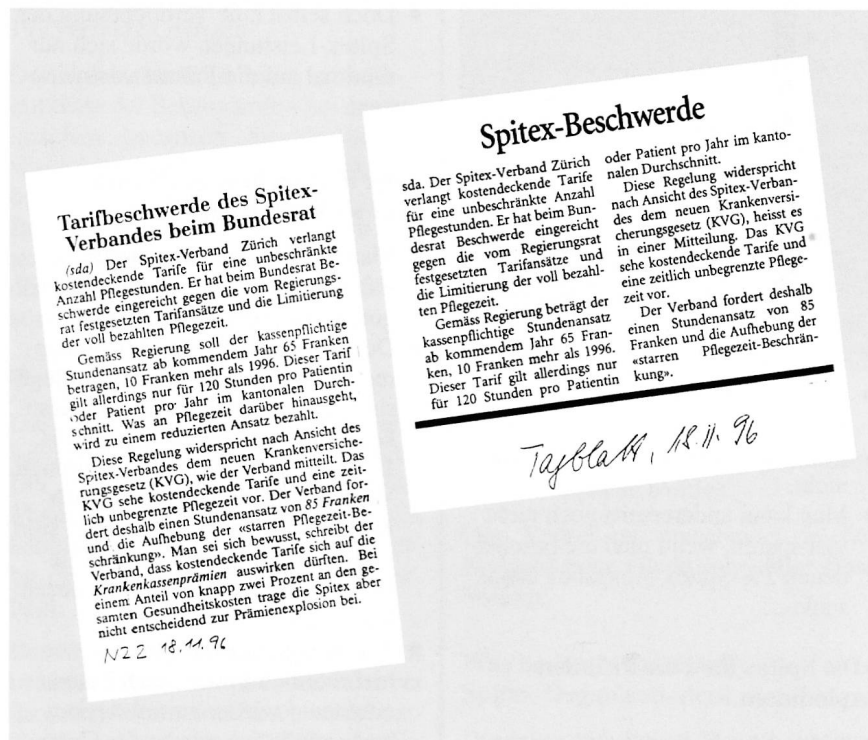 Tarifbeschwerde des Spitex-
Verbandes beim Bundesrat
(sda) Der Spitex-Verband Zürich verlangt
kostendeckende Tarife für eine unbeschränkte
Anzahl Pflegestunden. Er hat beim Bundesrat Be-
schwerde eingereicht gegen die vom Regierungs-
rat festgesetzten Tarifansätze und die Limitierung
der voll bezahlten Pflegezeit.
Gemäss Regierung soll der kassenpflichtige
Stundenansatz ab kommendem Jahr 65 Franken
betragen, 10 Franken mehr als 1996. Dieser Tarif
gilt allerdings nur für 120 Stunden pro Patientin
oder Patient pro Jahr im kantonalen Durch-
schnitt. Was an Pflegezeit darüber hinausgeht,
wird zu einem reduzierten Ansatz bezahlt.
Diese Regelung widerspricht nach Ansicht des
Spitex-Verbandes dem neuen Krankenversiche-
rungsgesetz (KVG), wie der Verband mitteilt. Das
KVG sehe kostendeckende Tarife und eine zeit-
lich unbegrenzte Pflegezeit vor. Der Verband for-
dert deshalb einen Stundenansatz von 85 Franken
und die Aufhebung der «starren Pflegezeit-Be-
schränkung». Man sei sich bewusst, schreibt der
Verband, dass kostendeckende Tarife sich auf die
Krankenkassenprämien auswirken dürften. Bei
einem Anteil von knapp zwei Prozent an den ge-
samten Gesundheitskosten trage die Spitex aber
nicht entscheidend zur Prämienexplosion bei.
NZZ 18.11.96
Spitex-Beschwerde
sda. Der Spitex-Verband Zürich
verlangt kostendeckende Tarife
für eine unbeschränkte Anzahl
Pflegestunden. Er hat beim Bun-
desrat Beschwerde eingereicht
gegen die vom Regierungsrat
festgesetzten Tarifansätze und
die Limitierung der voll bezahl-
ten Pflegezeit.
Gemäss Regierung beträgt der
kassenpflichtige Stundenansatz
ab kommendem Jahr 65 Fran-
ken, 10 Franken mehr als 1996.
Dieser Tarif gilt allerdings nur
für 120 Stunden pro Patientin
oder Patient pro Jahr im kanto-
nalen Durchschnitt.
Diese Regelung widerspricht
nach Ansicht des Spitex-Verban-
des dem neuen Krankenversi-
cherungsgesetz (KVG), heisst es
in einer Mitteilung. Das KVG
sehe kostendeckende Tarife und
eine zeitlich unbegrenzte Pflege-
zeit vor.
Der Verband fordert deshalb
einen Stundenansatz von 85
Franken und die Aufhebung der
«starren Pflegezeit-Beschrän-
kung».
Tagblatt, 18.11.96